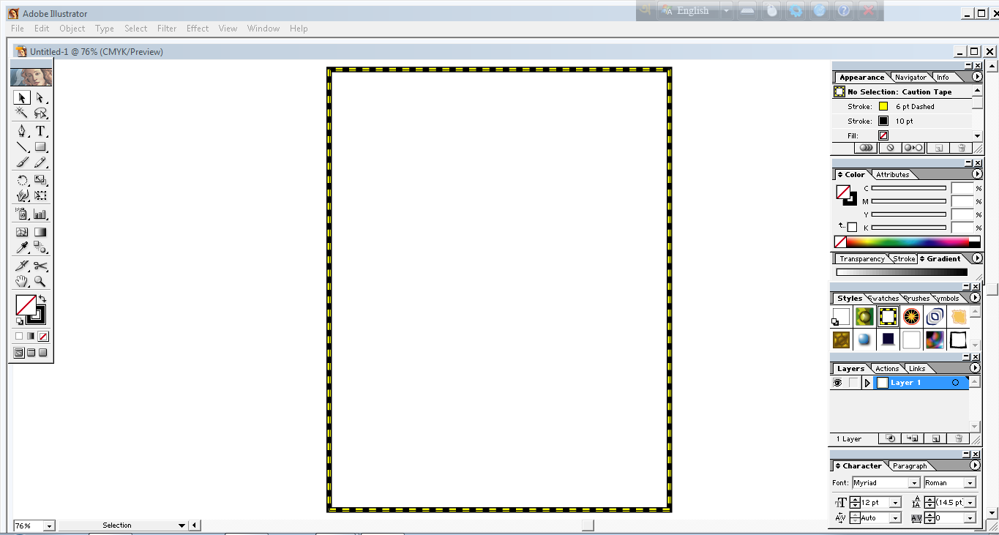 Adobe Illustrator
English
File Edit Object Type Select Filter Effect View Window Help
Untitled-1 @ 76% (CMYK/Preview)
Appearance Navigator Info
No Selection: Caution Tape
Stroke: 6 pt Dashed
Stroke: 10 pt
Fill:
Color Attributes
C %
M %
Y %
K %
Transparency Stroke Gradient
Styles Swatches Brushes Symbols
Layers Actions Links
Layer 1
1 Layer
Character Paragraph
Font: Myriad Roman
12 pt (14.5 pt)
Auto 0
76% Selection